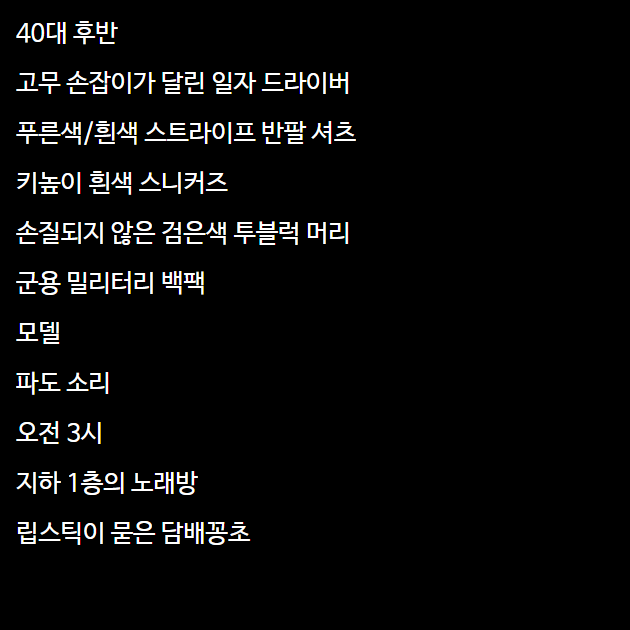 40대 후반
고무 손잡이가 달린 일자 드라이버
푸른색/흰색 스트라이프 반팔 셔츠
키높이 흰색 스니커즈
손질되지 않은 검은색 투블럭 머리
군용 밀리터리 백팩
모델
파도 소리
오전 3시
지하 1층의 노래방
립스틱이 묻은 담배꽁초